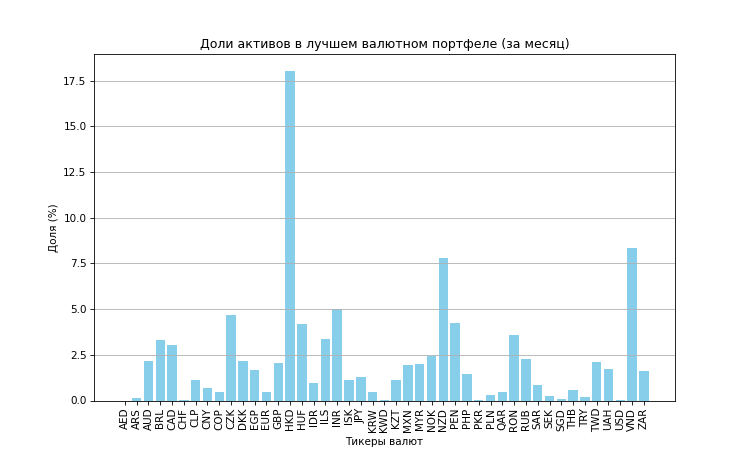 Доли активов в лучшем валютном портфеле (за месяц)
Доля (%)
17.5
15.0
12.5
10.0
7.5
5.0
2.5
0.0
AED ARS AUD BRL CAD CHF CLP CNY COP CZK DKK EGP EUR GBP HKD HUF IDR ILS INR ISK JPY KRW KWD KZT MXN MYR NOK NZD PEN PHP PKR PLN QAR RON RUB SAR SEK SGD THB TRY TWD UAH USD VND ZAR
Тикеры валют